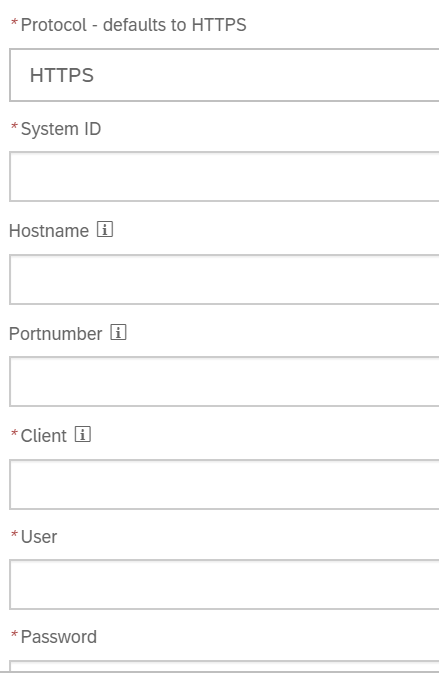 *Protocol - defaults to HTTPS
HTTPS
*System ID
Hostname
Portnumber
*Client
*User
*Password